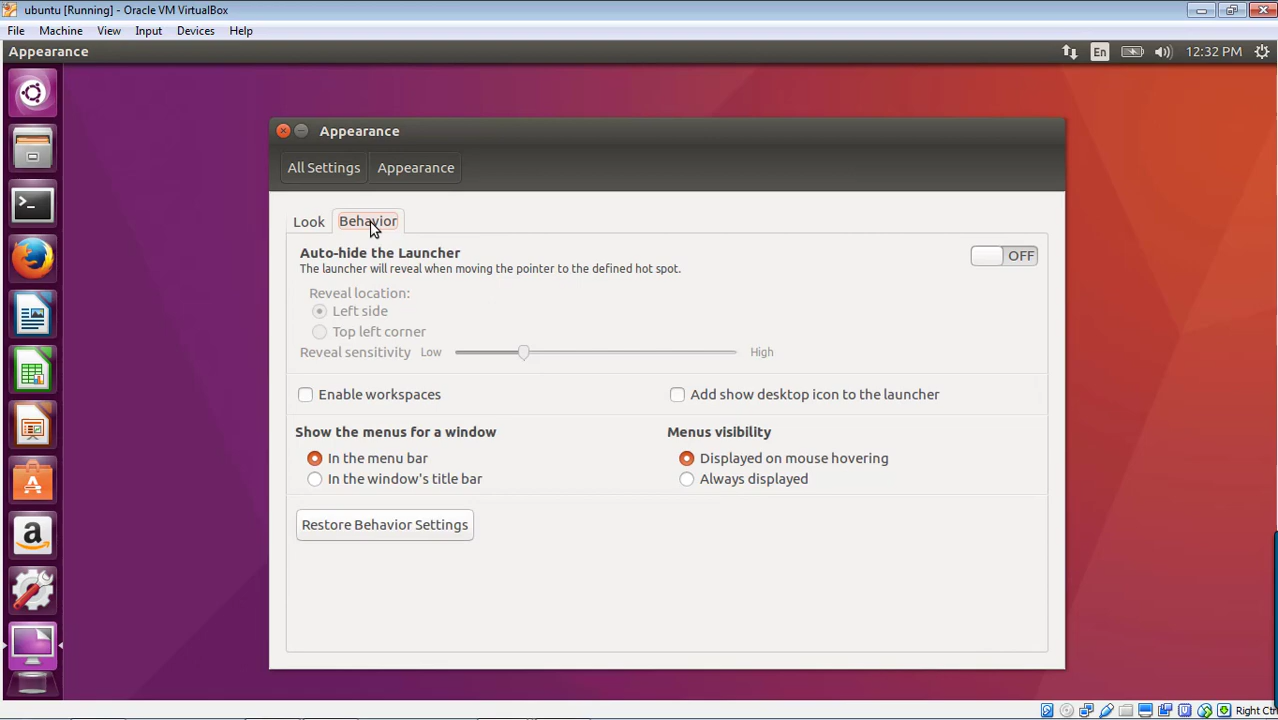 ubuntu [Running] - Oracle VM VirtualBox
File Machine View Input Devices Help
Appearance En 12:32 PM
Appearance
All Settings Appearance
Look Behavior
Auto-hide the Launcher
OFF
The launcher will reveal when moving the pointer to the defined hot spot.
Reveal location:
Left side
Top left corner
Reveal sensitivity Low High
Enable workspaces Add show desktop icon to the launcher
Show the menus for a window Menus visibility
In the menu bar Displayed on mouse hovering
In the window's title bar Always displayed
Restore Behavior Settings
Right Ctr